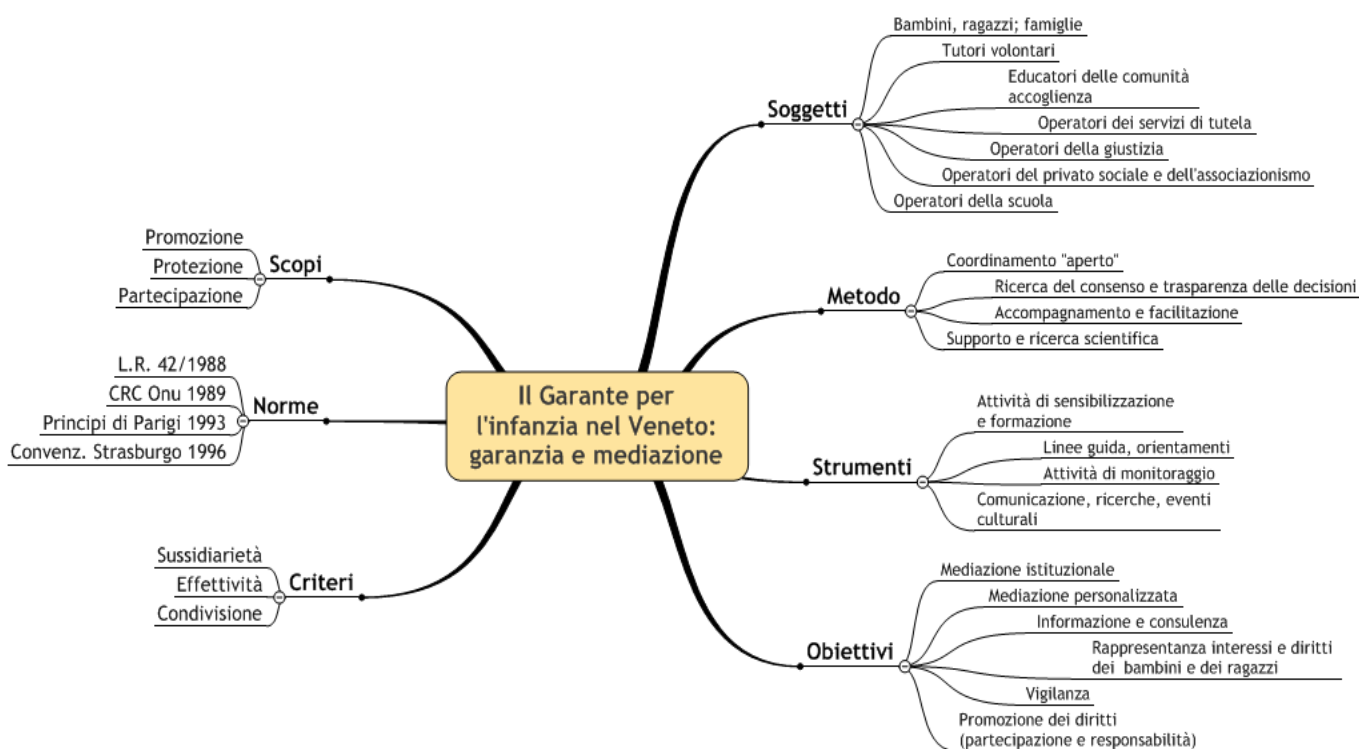 Il Garante per
l'infanzia nel Veneto:
garanzia e mediazione
Scopi
Promozione
Protezione
Partecipazione
Norme
L.R. 42/1988
CRC Onu 1989
Principi di Parigi 1993
Convenz. Strasburgo 1996
Criteri
Sussidiarietà
Effettività
Condivisione
Soggetti
Bambini, ragazzi; famiglie
Tutori volontari
Educatori delle comunità
accoglienza
Operatori dei servizi di tutela
Operatori della giustizia
Operatori del privato sociale e dell'associazionismo
Operatori della scuola
Metodo
Coordinamento "aperto"
Ricerca del consenso e trasparenza delle decisioni
Accompagnamento e facilitazione
Supporto e ricerca scientifica
Strumenti
Attività di sensibilizzazione
e formazione
Linee guida, orientamenti
Attività di monitoraggio
Comunicazione, ricerche, eventi
culturali
Obiettivi
Mediazione istituzionale
Mediazione personalizzata
Informazione e consulenza
Rappresentanza interessi e diritti
dei bambini e dei ragazzi
Vigilanza
Promozione dei diritti
(partecipazione e responsabilità)